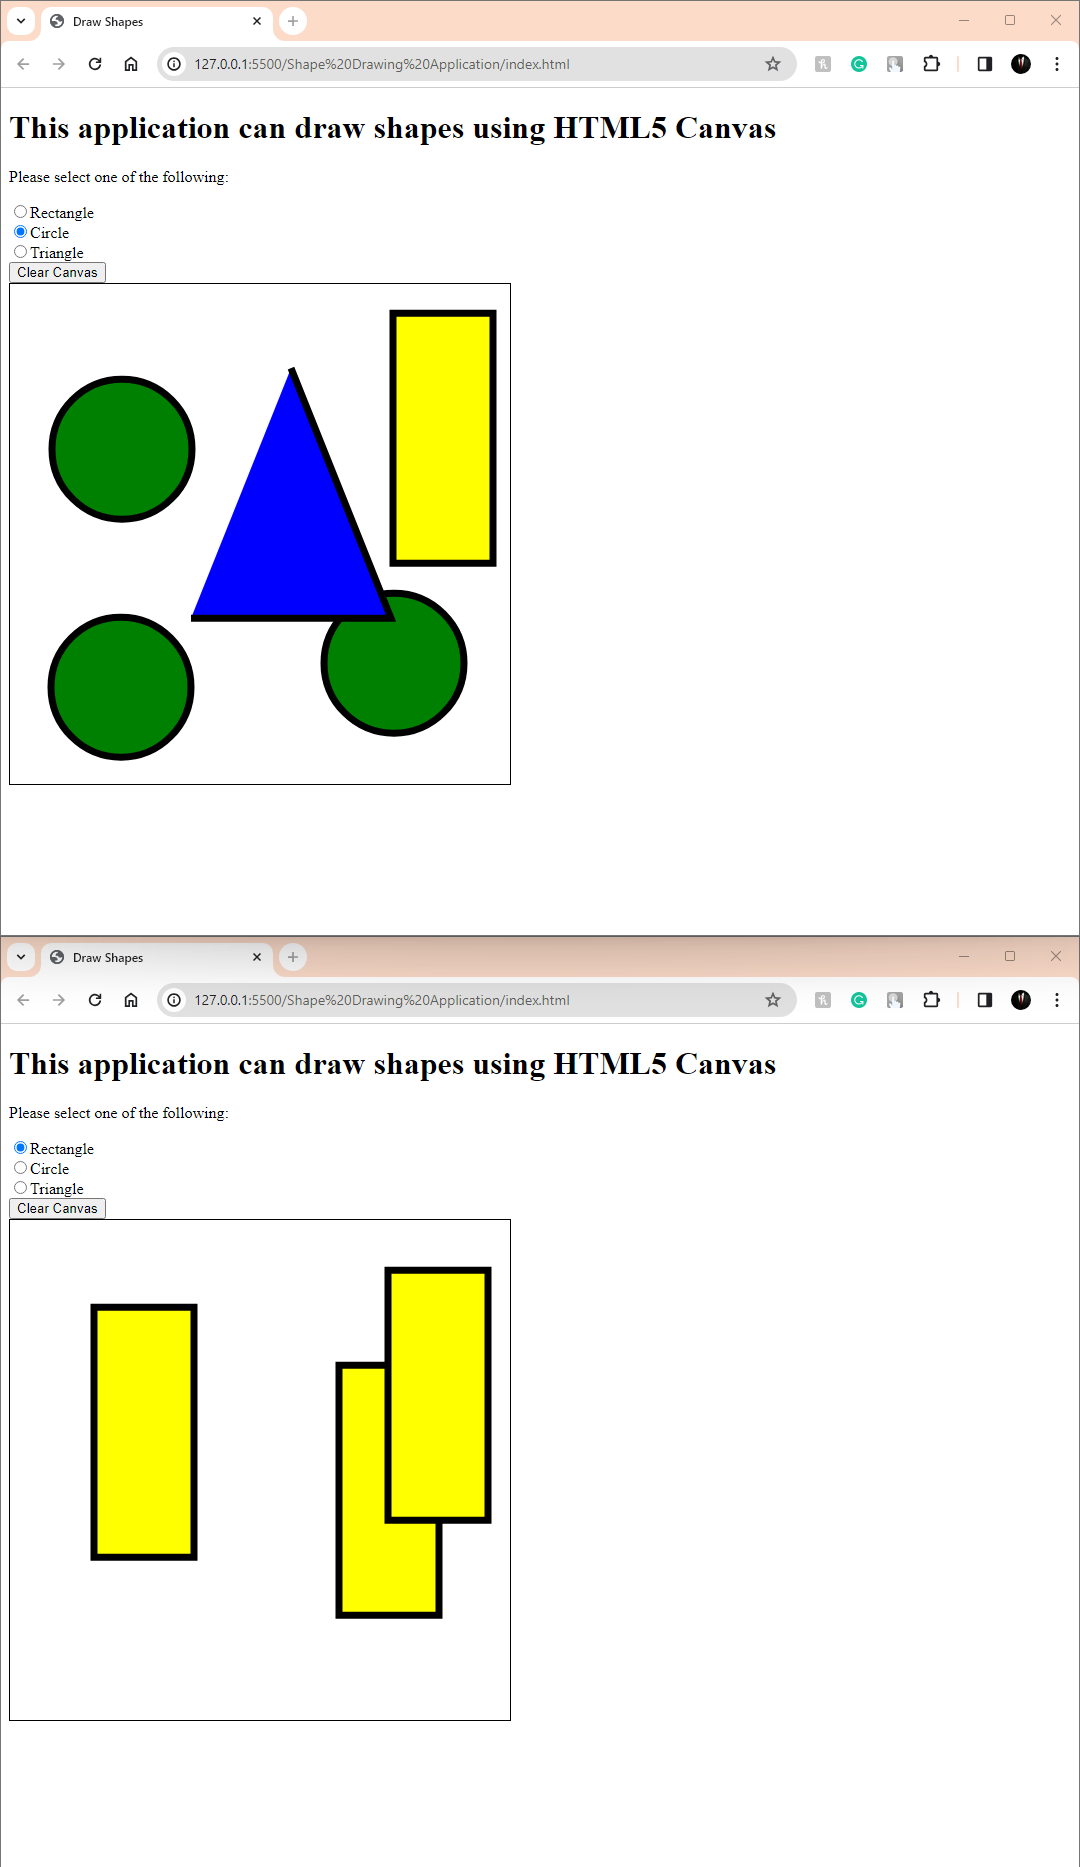 Draw Shapes
127.0.0.1:5500/Shape%20Drawing%20Application/index.html
This application can draw shapes using HTML5 Canvas
Please select one of the following:
Rectangle
Circle
Triangle
Clear Canvas
Draw Shapes
127.0.0.1:5500/Shape%20Drawing%20Application/index.html
This application can draw shapes using HTML5 Canvas
Please select one of the following:
Rectangle
Circle
Triangle
Clear Canvas